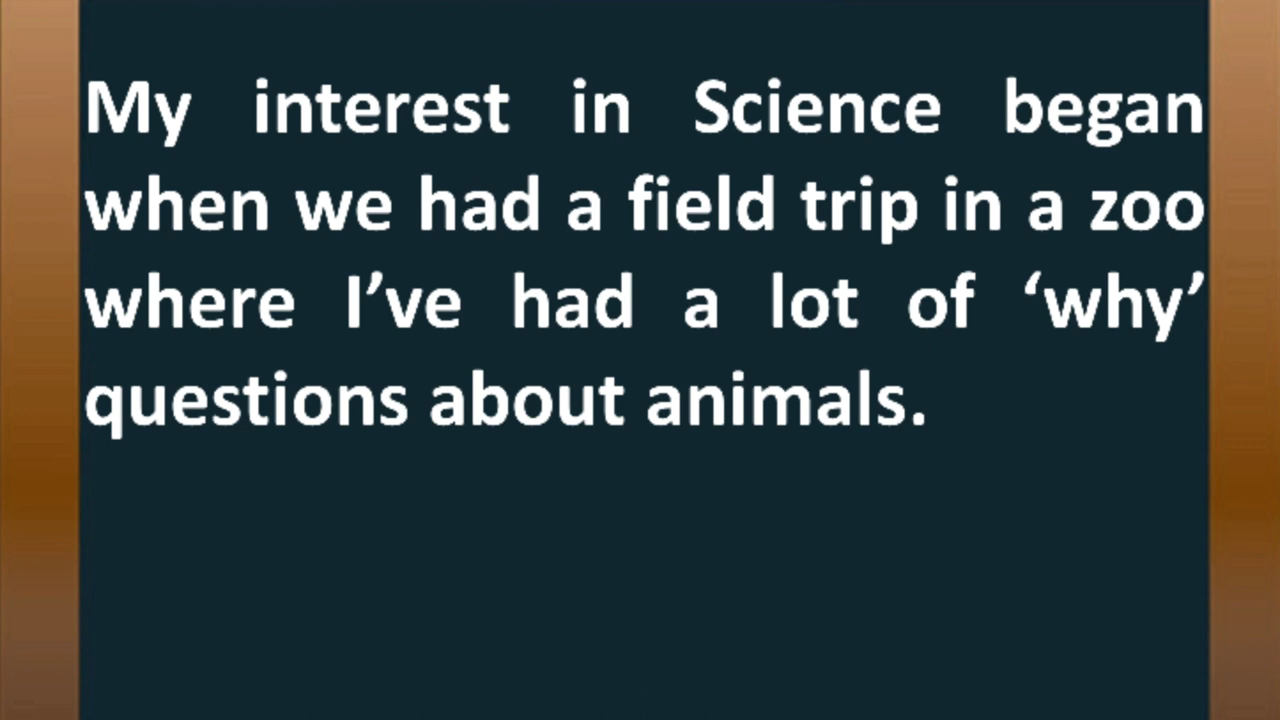 My interest in Science began
when we had a field trip in a zoo
where I’ve had a lot of ‘why’
questions about animals.